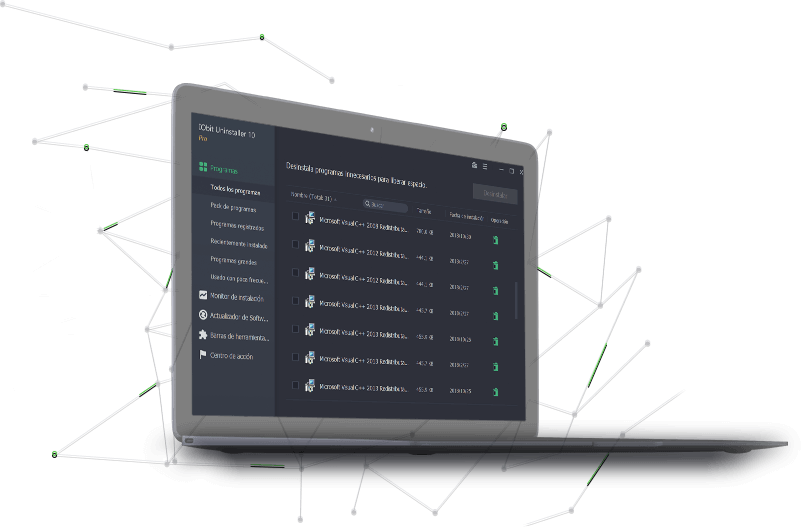 IObit Uninstaller 10
Pro
Programas
Todos los programas
Pack de programas
Programas registrados
Recientemente instalado
Programas grandes
Usado con poca frecue...
Monitor de instalación
Actualizador de Softw...
Barras de herramienta...
Centro de acción
Desinstala programas innecesarios para liberar espacio.
Desinstalar
Nombre (Total: 31)
Buscar
Tamaño
Operación
Microsoft Visual C++ 2008 Redistributa...
Microsoft Visual C++ 2012 Redistributa...
Microsoft Visual C++ 2012 Redistributa...
Microsoft Visual C++ 2013 Redistributa...
Microsoft Visual C++ 2013 Redistributa...
Microsoft Visual C++ 2013 Redistributa...
Microsoft Visual C++ 2013 Redistributa...